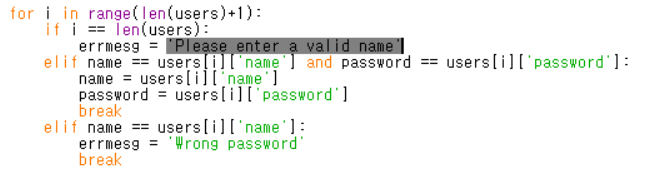 for i in range(len(users)+1):
    if i == len(users):
        errmesg = 'Please enter a valid name'
    elif name == users[i]['name'] and password == users[i]['password']:
        name = users[i]['name']
        password = users[i]['password']
        break
    elif name == users[i]['name']:
        errmesg = 'Wrong password'
        break